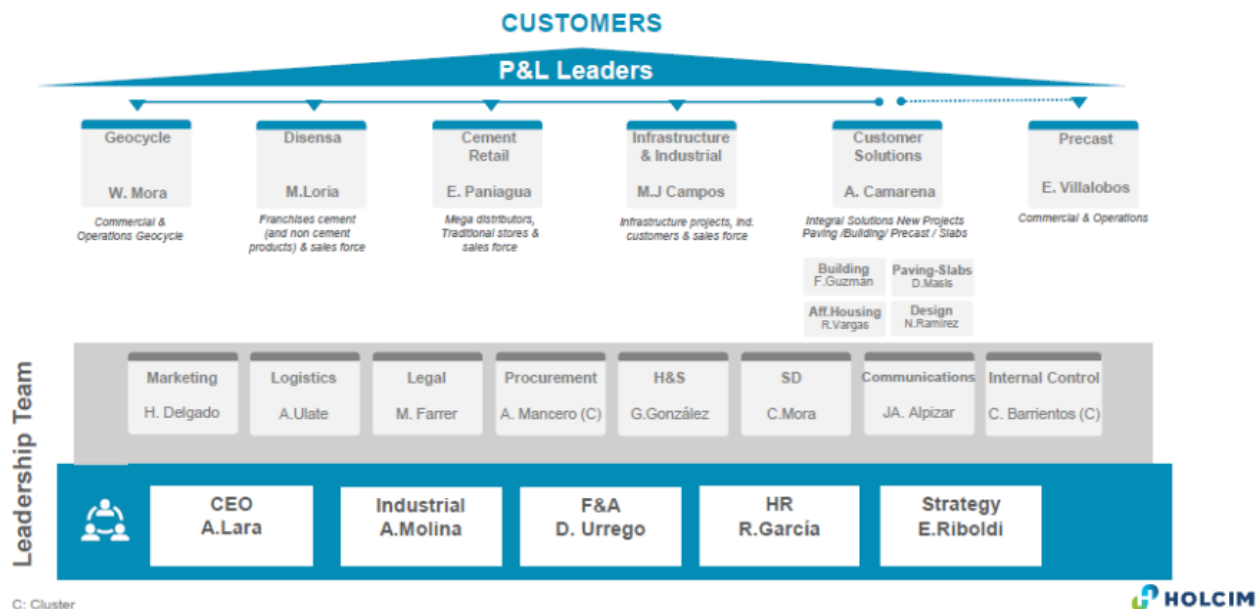 CUSTOMERS
P&L Leaders
Geocycle
W. Mora
Commercial &
Operations Geocycle
Disensa
M.Loria
Franchises cement
(and non cement
products) & sales force
Cement
Retail
E. Paniagua
Mega distributors,
Traditional stores &
sales force
Infrastructure
& Industrial
M.J Campos
Infrastructure projects, ind.
customers & sales force
Customer
Solutions
A. Camarena
Integral Solutions New Projects
Paving /Building/ Precast / Slabs
Precast
E. Villalobos
Commercial & Operations
Building
F.Guzmán
Paving-Slabs
D.Masis
Aff.Housing
R.Vargas
Design
N.Ramírez
Leadership Team
Marketing
H. Delgado
Logistics
A.Ulate
Legal
M. Farrer
Procurement
A. Mancero (C)
H&S
G.González
SD
C.Mora
Communications
JA. Alpizar
Internal Control
C. Barrientos (C)
CEO
A.Lara
Industrial
A.Molina
F&A
D. Urrego
HR
R.García
Strategy
E.Riboldi
C: Cluster
HOLCIM